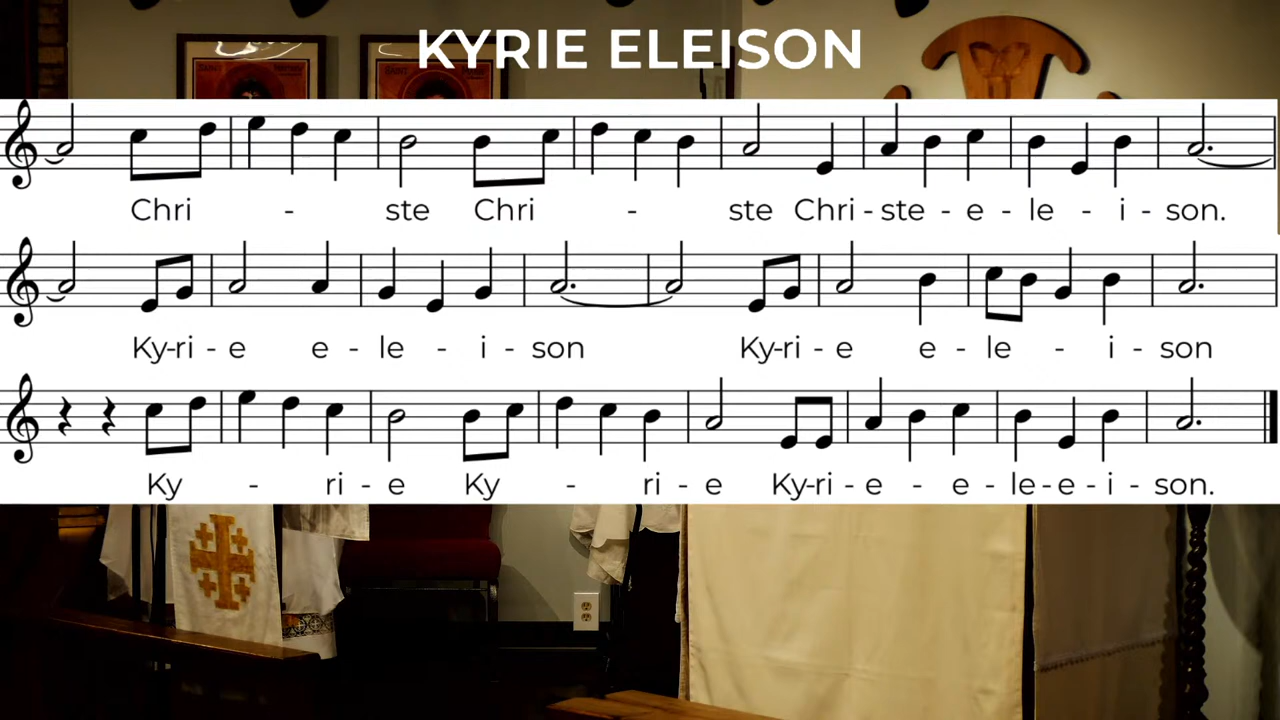 KYRIE ELEISON
Chri - ste Chri - ste Chri - ste - e - le - i - son.
Ky-ri - e e - le - i - son Ky-ri - e e - le - i - son
Ky - ri - e Ky - ri - e Ky-ri - e - e - le - e - i - son.